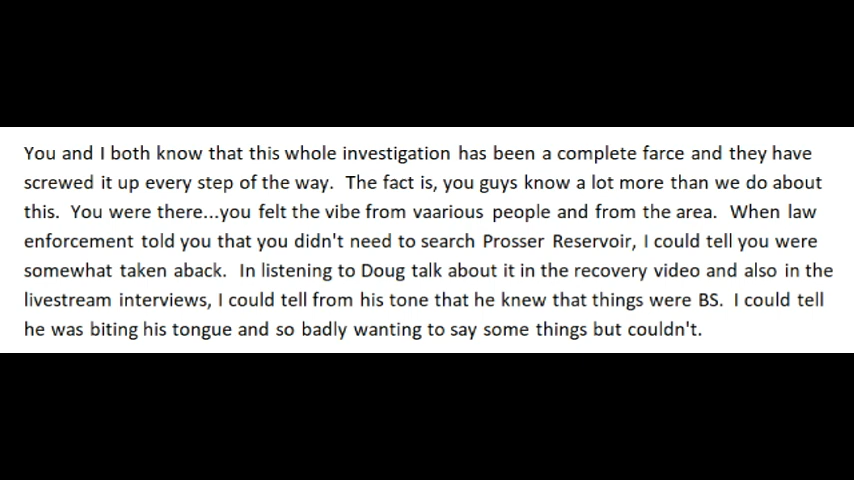 You and I both know that this whole investigation has been a complete farce and they have
screwed it up every step of the way.  The fact is, you guys know a lot more than we do about
this.  You were there...you felt the vibe from vaarious people and from the area.  When law
enforcement told you that you didn't need to search Prosser Reservoir, I could tell you were
somewhat taken aback.  In listening to Doug talk about it in the recovery video and also in the
livestream interviews, I could tell from his tone that he knew that things were BS.  I could tell
he was biting his tongue and so badly wanting to say some things but couldn't.